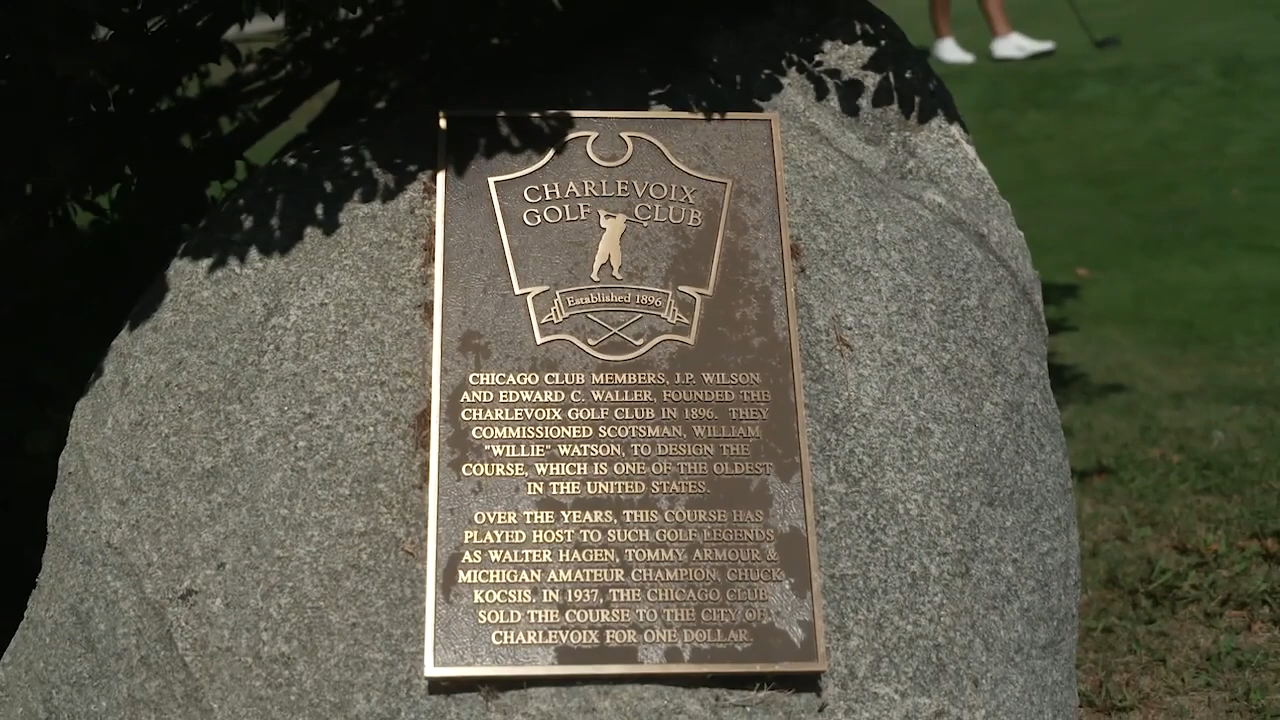 CHARLEVOIX
GOLF CLUB
Established 1896
CHICAGO CLUB MEMBERS, J.P. WILSON
AND EDWARD C. WALLER, FOUNDED THE
CHARLEVOIX GOLF CLUB IN 1896. THEY
COMMISSIONED SCOTSMAN, WILLIAM
"WILLIE" WATSON, TO DESIGN THE
COURSE, WHICH IS ONE OF THE OLDEST
IN THE UNITED STATES.
OVER THE YEARS, THIS COURSE HAS
PLAYED HOST TO SUCH GOLF LEGENDS
AS WALTER HAGEN, TOMMY ARMOUR &
MICHIGAN AMATEUR CHAMPION, CHUCK
KOCSIS. IN 1937, THE CHICAGO CLUB
SOLD THE COURSE TO THE CITY OF
CHARLEVOIX FOR ONE DOLLAR.